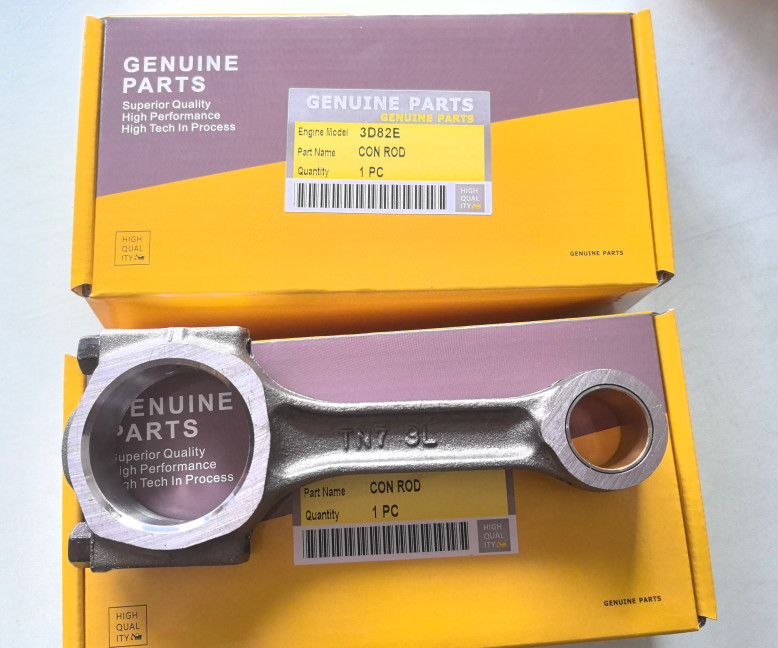 GENUINE
PARTS
Superior Quality
High Performance
High Tech In Process
GENUINE PARTS
GENUINE PARTS
Engine Model 3D82E
Part Name CON ROD
Quantity 1 PC
HIGH
QUAL
ITY
HIGH
QUAL
ITY
GENUINE PARTS
ENUINE
PARTS
Superior Quality
High Performance
gh Tech In Process
TN7 3L
Part Name CON ROD
Quantity 1 PC
HIGH
QUAL
ITY
GENUINE PARTS
HIGH
QUAL
ITY